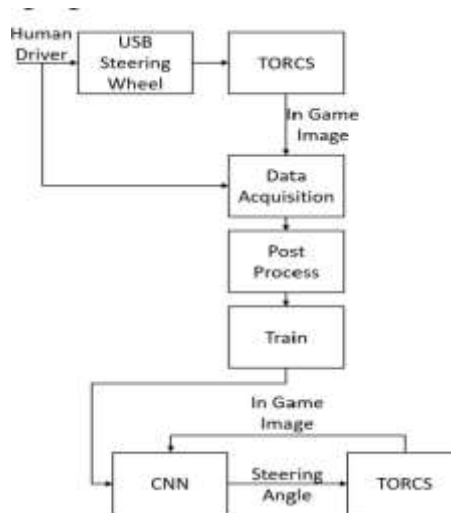 Human
Driver
USB
Steering
Wheel
TORCS
In Game
Image
Data
Acquisition
Post
Process
Train
In Game
Image
CNN
Steering
Angle
TORCS